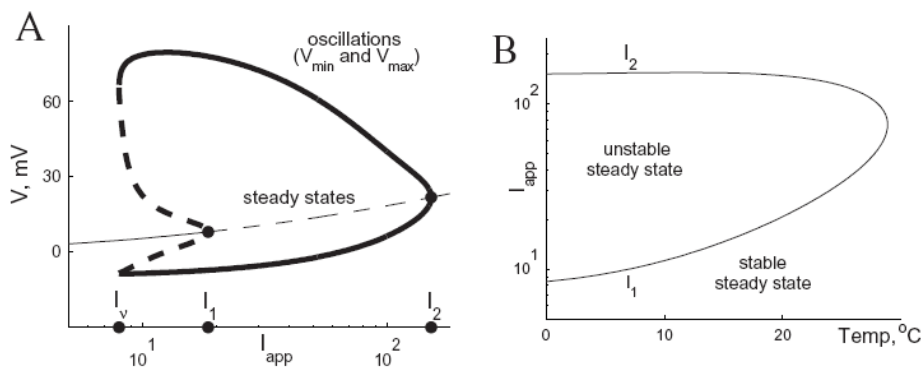 A
oscillations
(V_min and V_max)
V, mV
60
30
0
steady states
I_ν
I_1
I_2
10^1
I_app
10^2
B
I_2
10^2
I_app
unstable
steady state
10^1
I_1
stable
steady state
0
10
20
Temp, °C